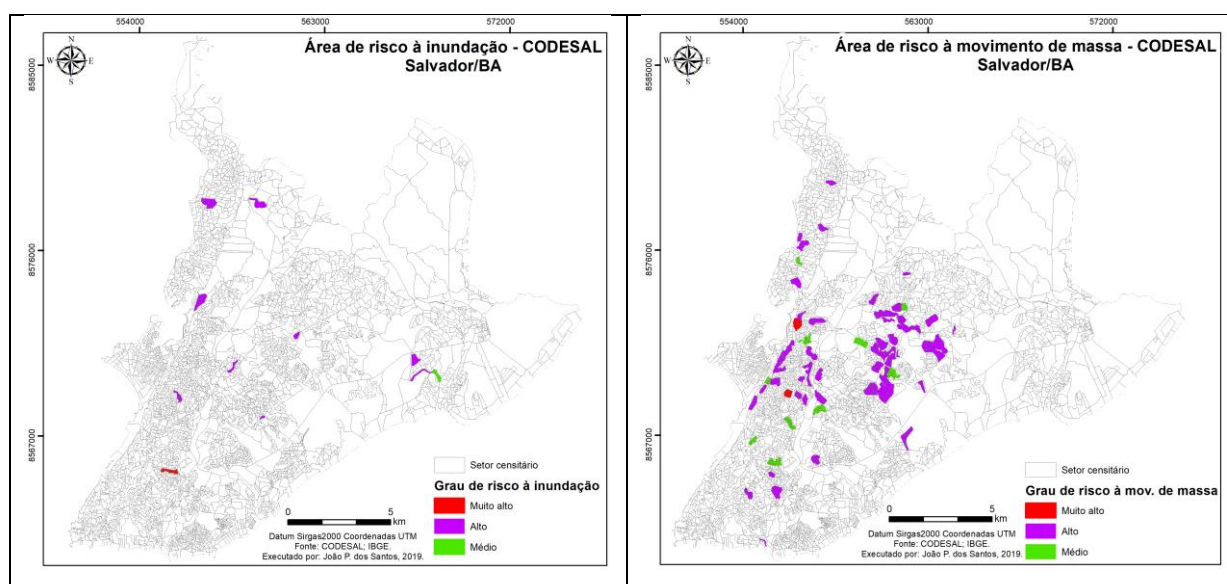 554000
563000
572000
Área de risco à inundação - CODESAL
Salvador/BA
N
W
E
S
8585000
8576000
8567000
Setor censitário
Grau de risco à inundação
Muito alto
Alto
Médio
0
5
km
Datum Sirgas2000 Coordenadas UTM
Fonte: CODESAL; IBGE.
Executado por: João P. dos Santos, 2019.
554000
563000
572000
Área de risco à movimento de massa - CODESAL
Salvador/BA
N
W
E
S
8585000
8576000
8567000
Setor censitário
Grau de risco à mov. de massa
Muito alto
Alto
Médio
0
5
km
Datum Sirgas2000 Coordenadas UTM
Fonte: CODESAL; IBGE.
Executado por: João P. dos Santos, 2019.